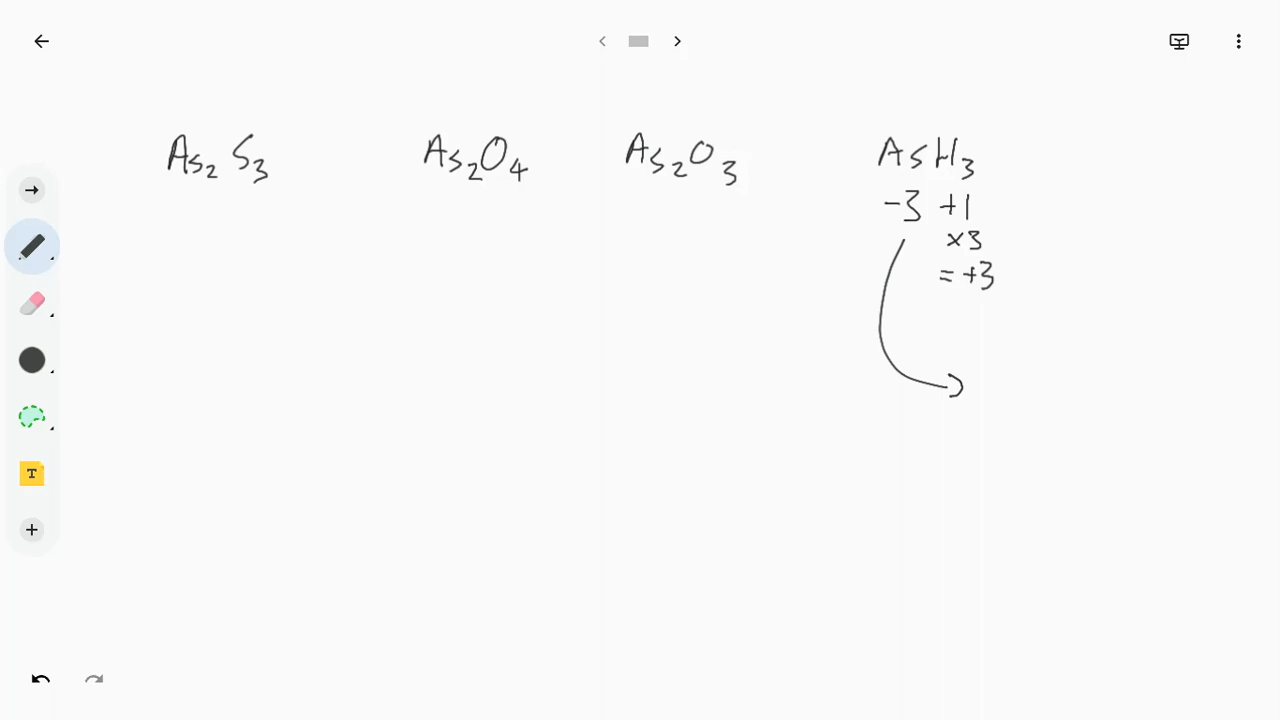 As₂S₃ As₂O₄ As₂O₃ AsH₃
-3 +1
×3
= +3
T